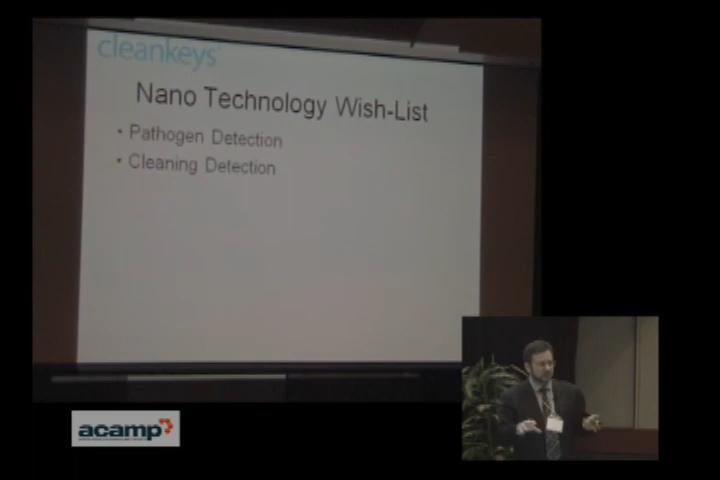 cleankeys
Nano Technology Wish-List
• Pathogen Detection
• Cleaning Detection
acamp